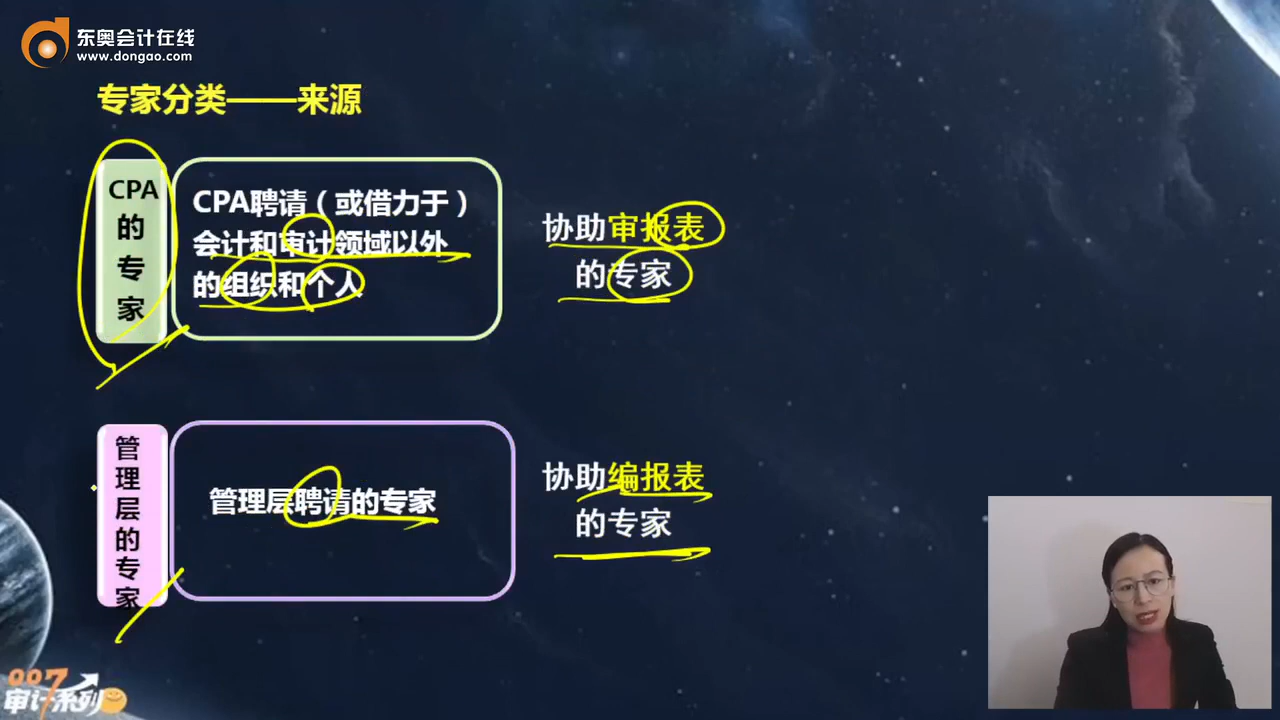 东奥会计在线
www.dongao.com
专家分类——来源
CPA
的
专
家
CPA聘请（或借力于）
会计和审计领域以外
的组织和个人
协助审报表
的专家
管
理
层
的
专
家
管理层聘请的专家
协助编报表
的专家
007
审计系列